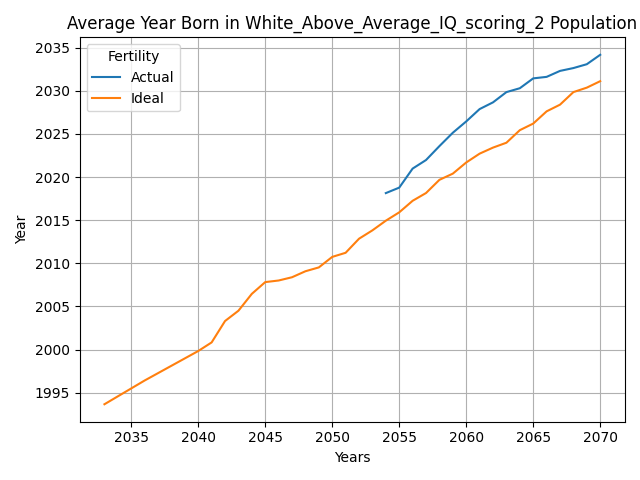 Average Year Born in White_Above_Average_IQ_scoring_2 Population
Fertility
Actual
Ideal
2035
2030
2025
2020
2015
2010
2005
2000
1995
Year
2035 2040 2045 2050 2055 2060 2065 2070
Years